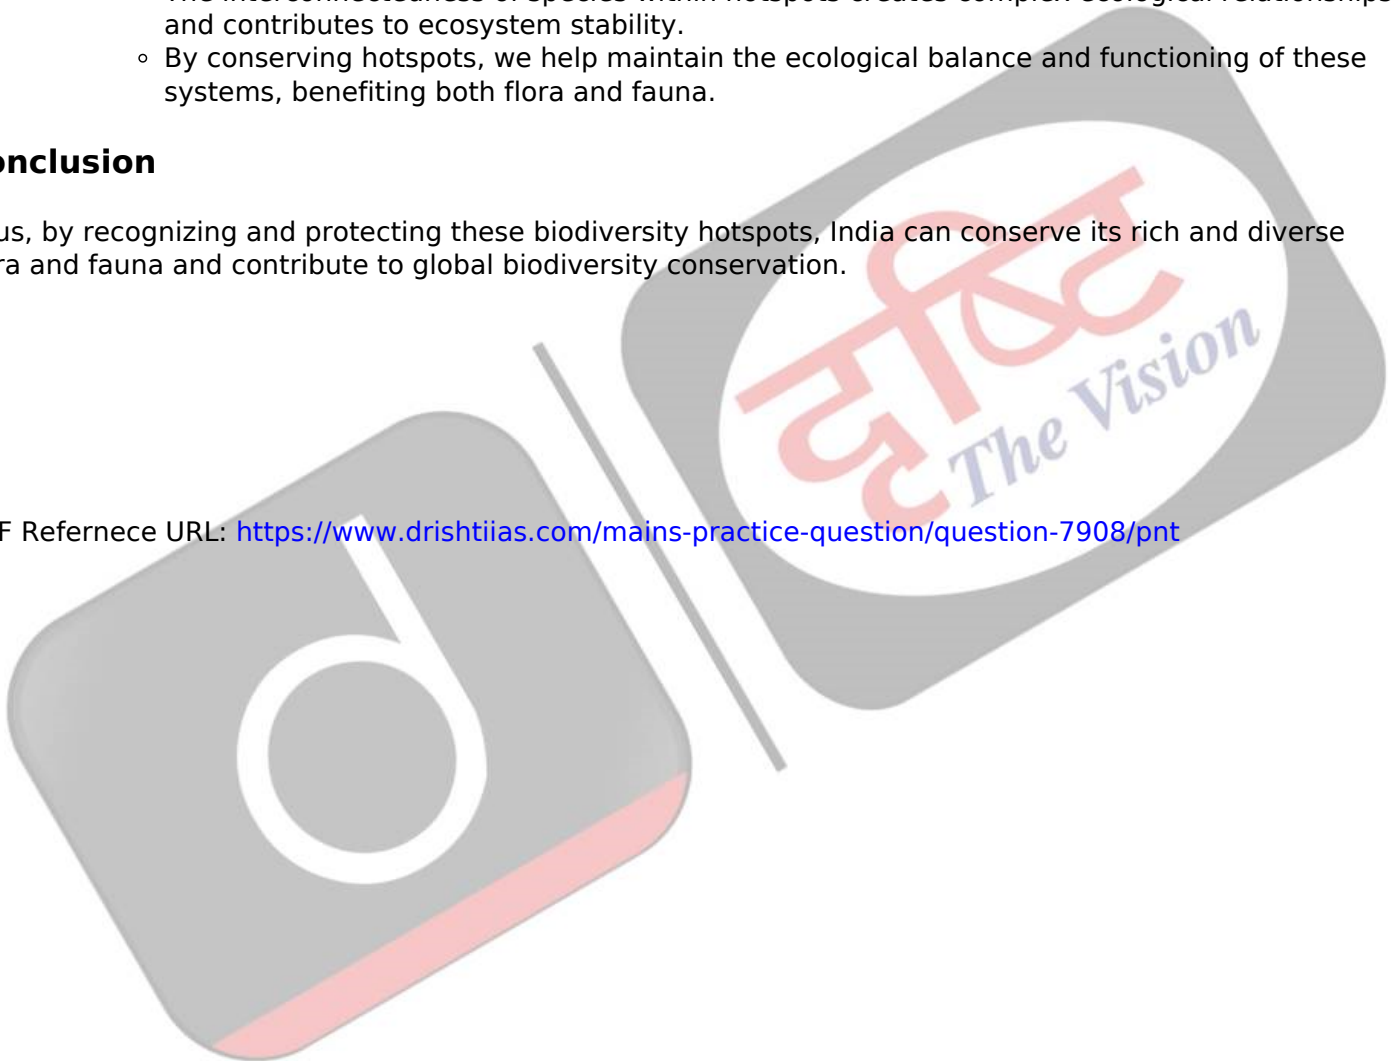 and contributes to ecosystem stability.
By conserving hotspots, we help maintain the ecological balance and functioning of these
systems, benefiting both flora and fauna.
onclusion
us, by recognizing and protecting these biodiversity hotspots, India can conserve its rich and diverse
ra and fauna and contribute to global biodiversity conservation.
दृष्टि
The Vision
F Refernece URL: https://www.drishtiias.com/mains-practice-question/question-7908/pnt